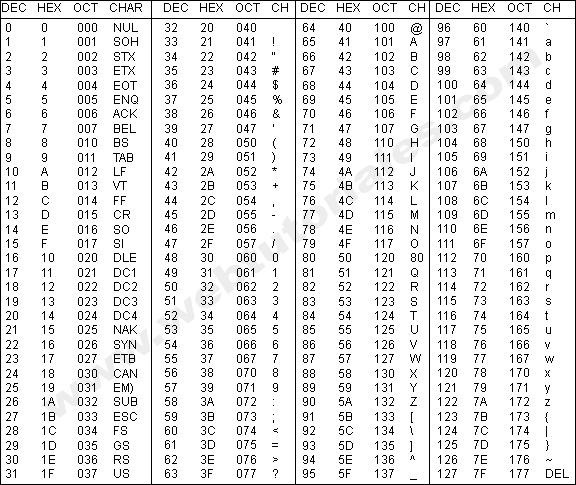 DEC HEX OCT CHAR DEC HEX OCT CH DEC HEX OCT CH DEC HEX OCT CH
0 0 000 NUL 32 20 040 64 40 100 @ 96 60 140 `
1 1 001 SOH 33 21 041 ! 65 41 101 A 97 61 141 a
2 2 002 STX 34 22 042 " 66 42 102 B 98 62 142 b
3 3 003 ETX 35 23 043 # 67 43 103 C 99 63 143 c
4 4 004 EOT 36 24 044 $ 68 44 104 D 100 64 144 d
5 5 005 ENQ 37 25 045 % 69 45 105 E 101 65 145 e
6 6 006 ACK 38 26 046 & 70 46 106 F 102 66 146 f
7 7 007 BEL 39 27 047 ' 71 47 107 G 103 67 147 g
8 8 010 BS 40 28 050 ( 72 48 110 H 104 68 150 h
9 9 011 TAB 41 29 051 ) 73 49 111 I 105 69 151 i
10 A 012 LF 42 2A 052 * 74 4A 112 J 106 6A 152 j
11 B 013 VT 43 2B 053 + 75 4B 113 K 107 6B 153 k
12 C 014 FF 44 2C 054 , 76 4C 114 L 108 6C 154 l
13 D 015 CR 45 2D 055 - 77 4D 115 M 109 6D 155 m
14 E 016 SO 46 2E 056 . 78 4E 116 N 110 6E 156 n
15 F 017 SI 47 2F 057 / 79 4F 117 O 111 6F 157 o
16 10 020 DLE 48 30 060 0 80 50 120 80 112 70 160 p
17 11 021 DC1 49 31 061 1 81 51 121 Q 113 71 161 q
18 12 022 DC2 50 32 062 2 82 52 122 R 114 72 162 r
19 13 023 DC3 51 33 063 3 83 53 123 S 115 73 163 s
20 14 024 DC4 52 34 064 4 84 54 124 T 116 74 164 t
21 15 025 NAK 53 35 065 5 85 55 125 U 117 75 165 u
22 16 026 SYN 54 36 066 6 86 56 126 V 118 76 166 v
23 17 027 ETB 55 37 067 7 87 57 127 W 119 77 167 w
24 18 030 CAN 56 38 070 8 88 58 130 X 120 78 170 x
25 19 031 EM) 57 39 071 9 89 59 131 Y 121 79 171 y
26 1A 032 SUB 58 3A 072 : 90 5A 132 Z 122 7A 172 z
27 1B 033 ESC 59 3B 073 ; 91 5B 133 [ 123 7B 173 {
28 1C 034 FS 60 3C 074 < 92 5C 134 \ 124 7C 174 |
29 1D 035 GS 61 3D 075 = 93 5D 135 ] 125 7D 175 }
30 1E 036 RS 62 3E 076 > 94 5E 136 ^ 126 7E 176 ~
31 1F 037 US 63 3F 077 ? 95 5F 137 _ 127 7F 177 DEL
www.webtutoriales.com